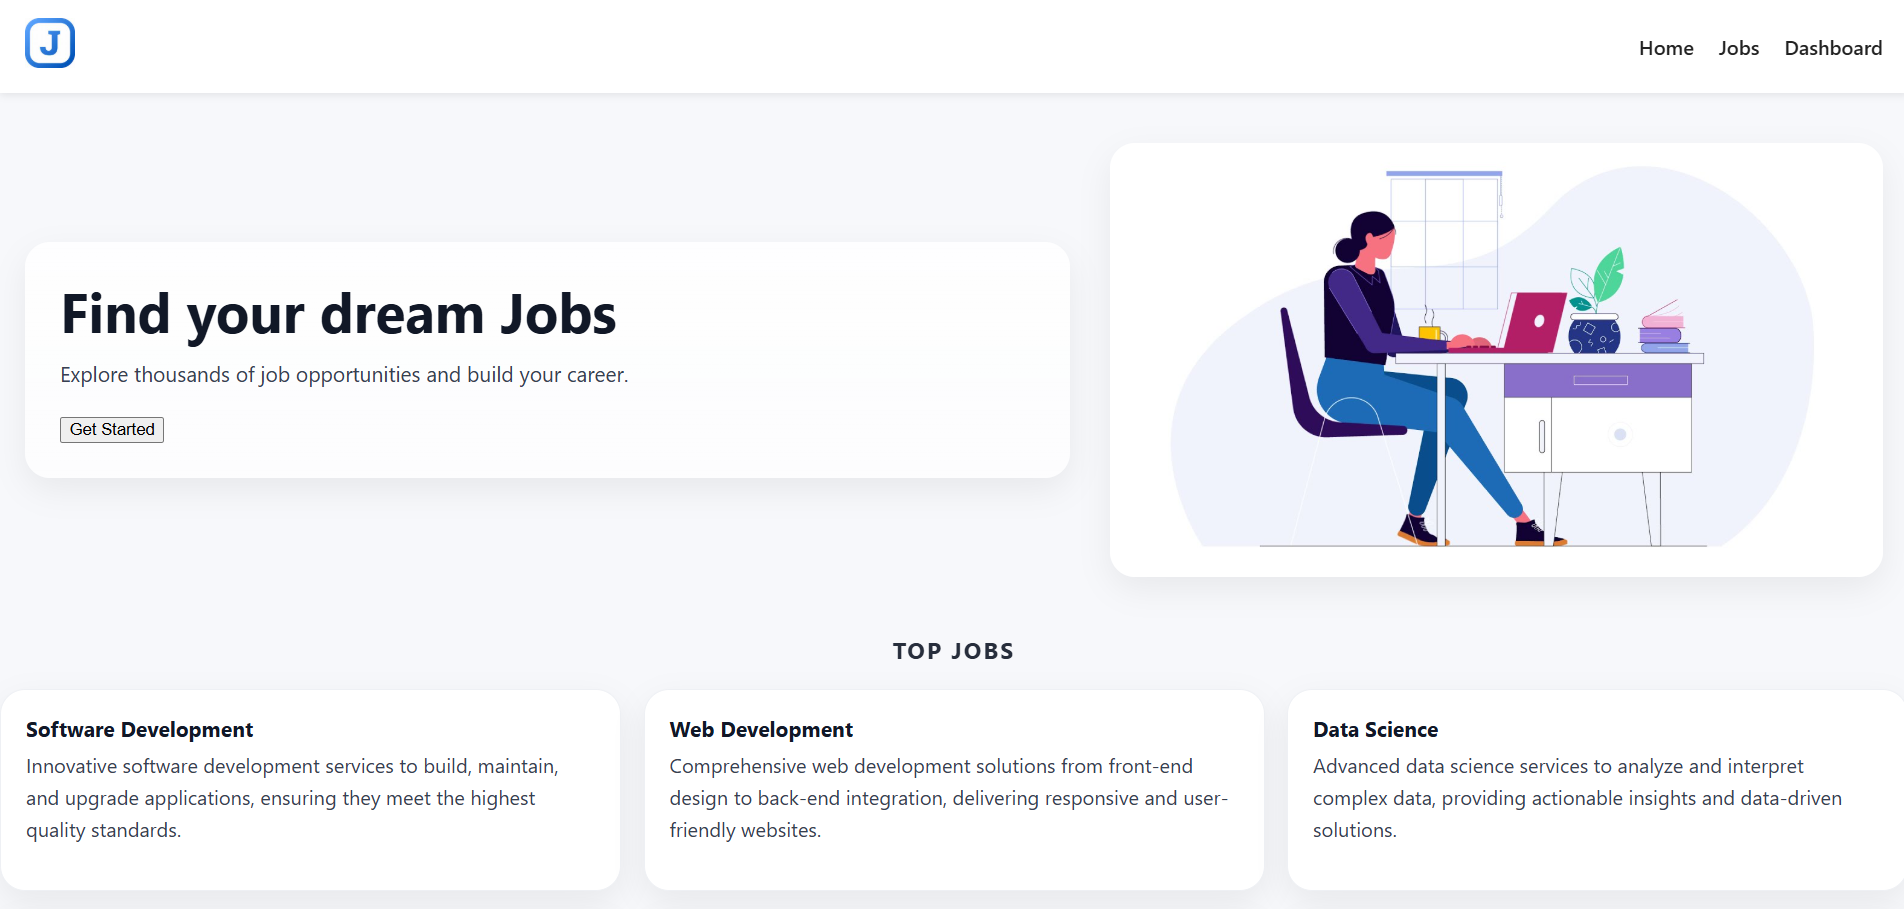 J
Home Jobs Dashboard
Find your dream Jobs
Explore thousands of job opportunities and build your career.
Get Started
TOP JOBS
Software Development
Innovative software development services to build, maintain,
and upgrade applications, ensuring they meet the highest
quality standards.
Web Development
Comprehensive web development solutions from front-end
design to back-end integration, delivering responsive and user-
friendly websites.
Data Science
Advanced data science services to analyze and interpret
complex data, providing actionable insights and data-driven
solutions.